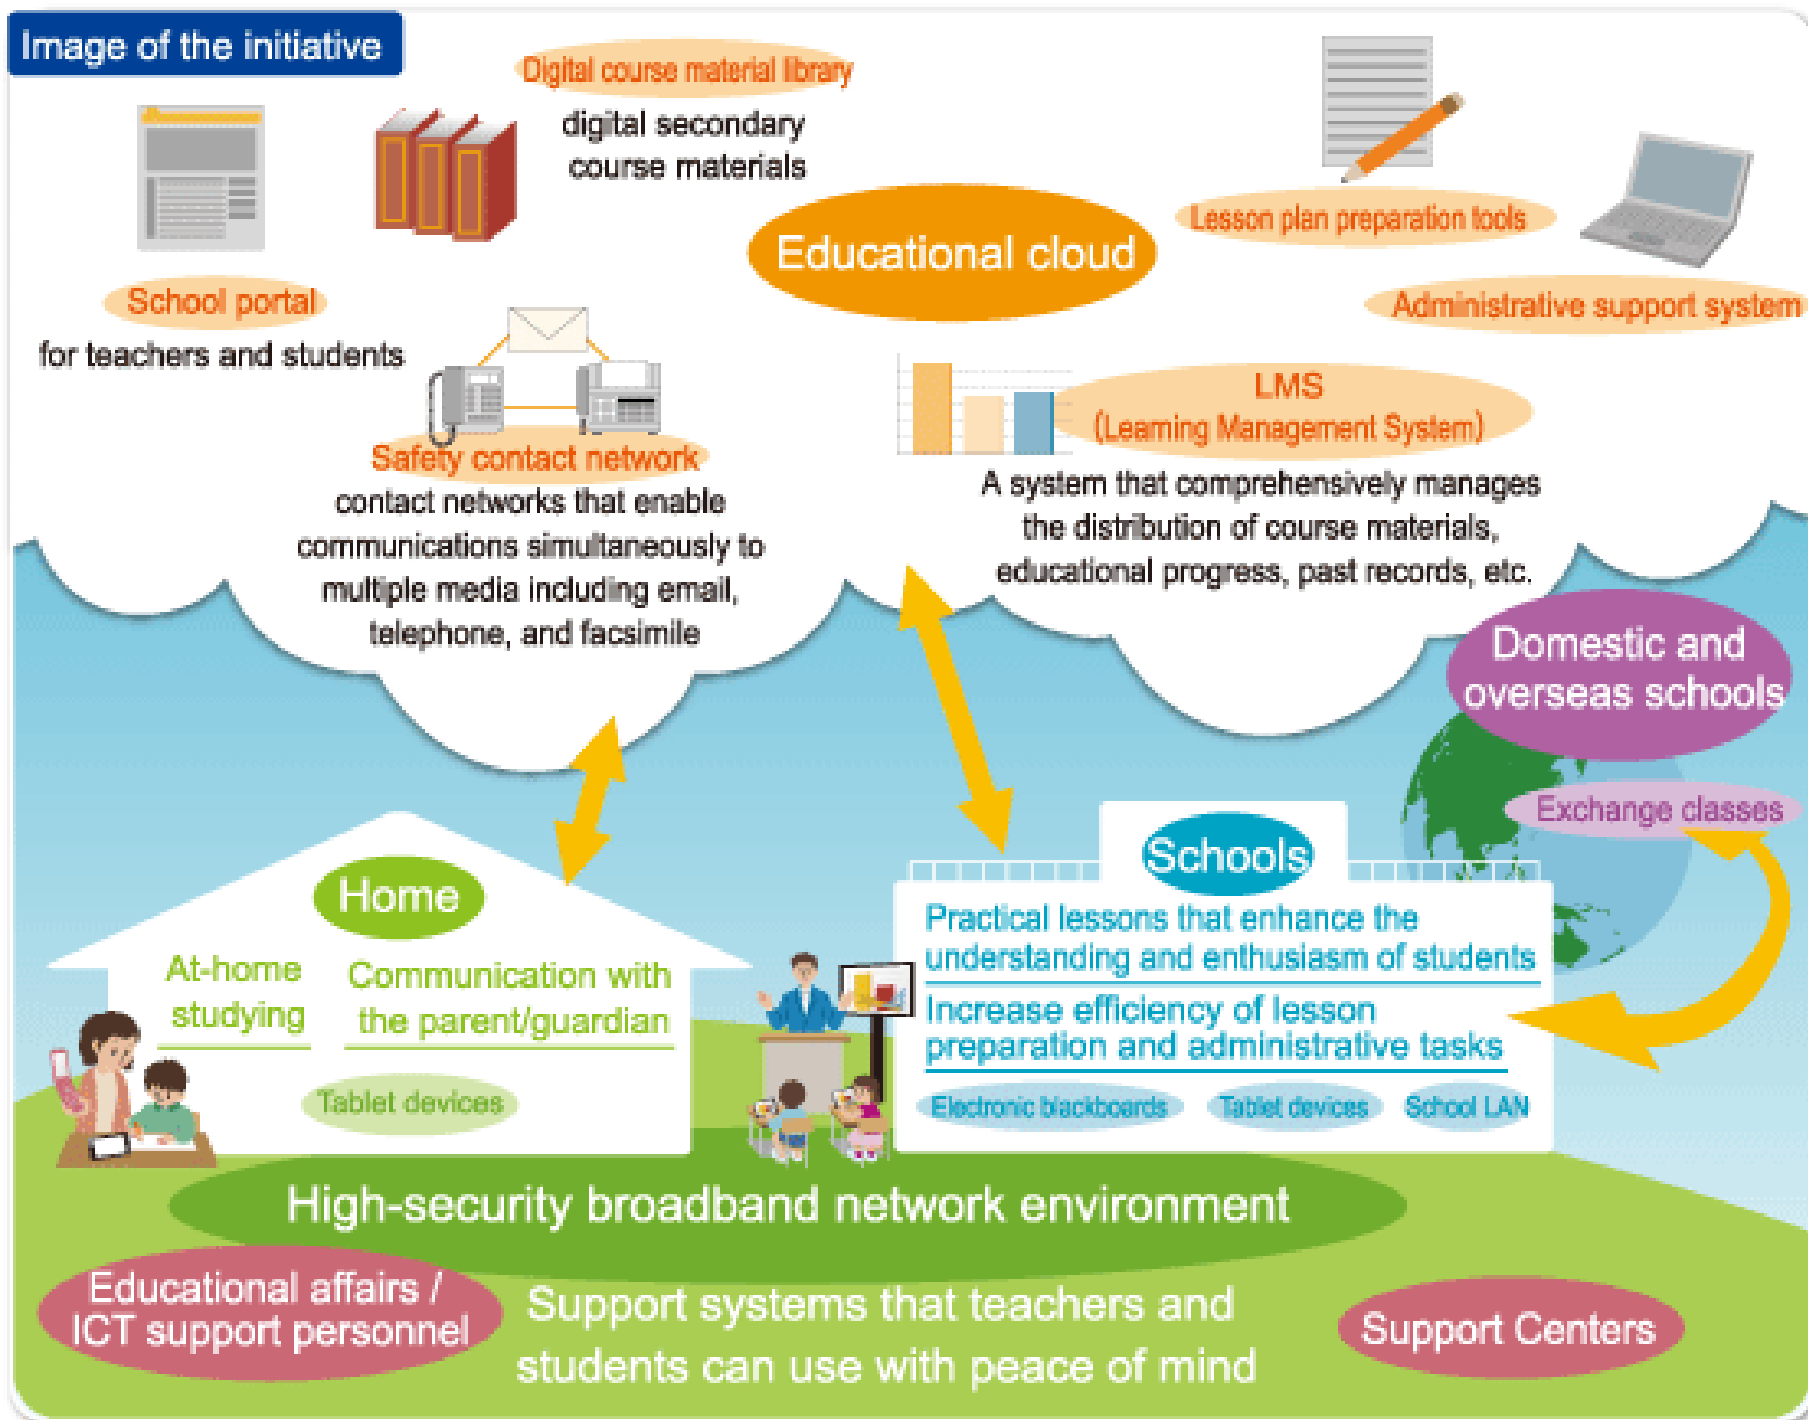 Image of the initiative
Digital course material library
digital secondary
course materials
Educational cloud
Lesson plan preparation tools
Administrative support system
School portal
for teachers and students
Safety contact network
contact networks that enable
communications simultaneously to
multiple media including email,
telephone, and facsimile
LMS
(Learning Management System)
A system that comprehensively manages
the distribution of course materials,
educational progress, past records, etc.
Domestic and
overseas schools
Exchange classes
Home
At-home
studying
Communication with
the parent/guardian
Tablet devices
Schools
Practical lessons that enhance the
understanding and enthusiasm of students
Increase efficiency of lesson
preparation and administrative tasks
Electronic blackboards
Tablet devices
School LAN
High-security broadband network environment
Educational affairs /
ICT support personnel
Support systems that teachers and
students can use with peace of mind
Support Centers